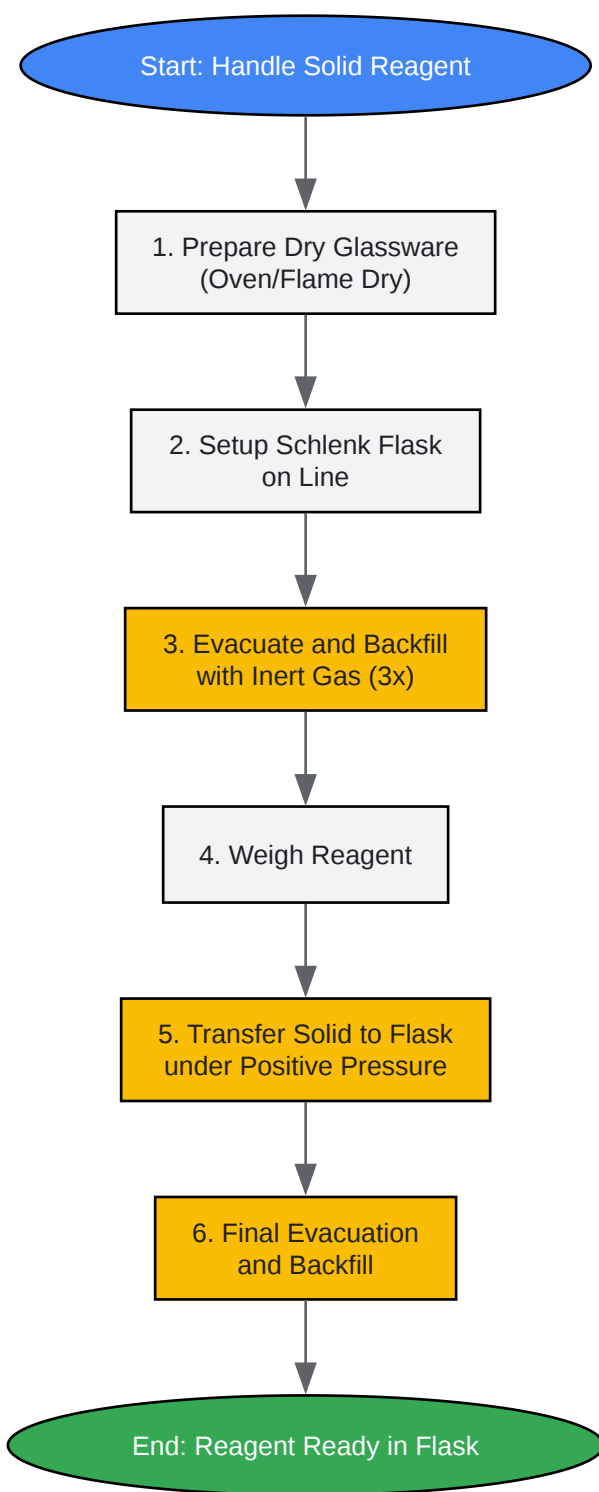 Start: Handle Solid Reagent
1. Prepare Dry Glassware
(Oven/Flame Dry)
2. Setup Schlenk Flask
on Line
3. Evacuate and Backfill
with Inert Gas (3x)
4. Weigh Reagent
5. Transfer Solid to Flask
under Positive Pressure
6. Final Evacuation
and Backfill
End: Reagent Ready in Flask